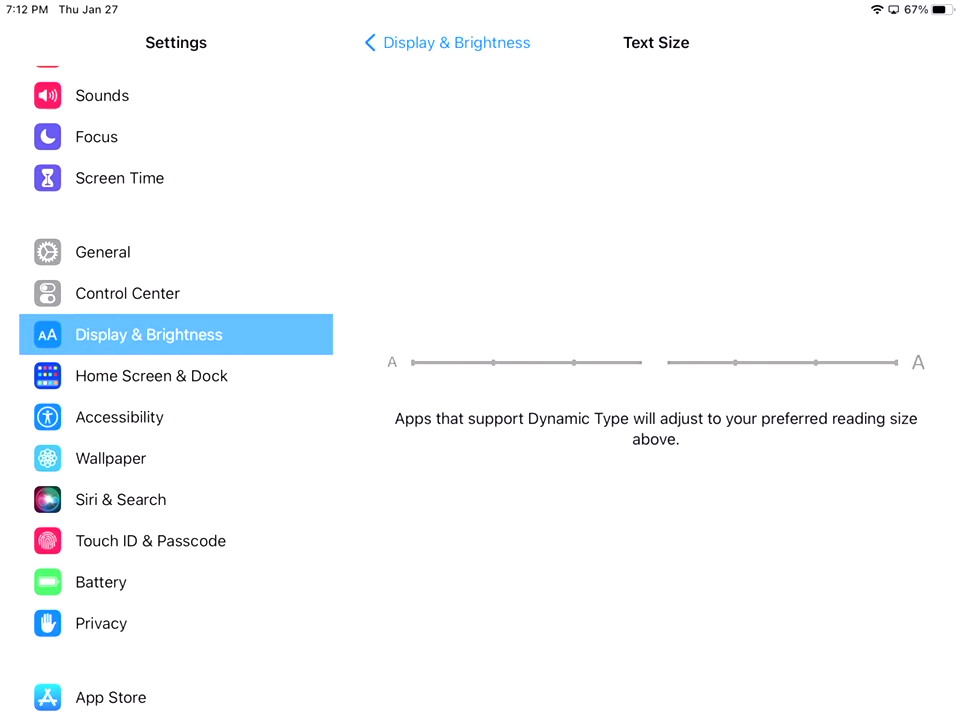 7:12 PM Thu Jan 27
67%
Settings
Sounds
Focus
Screen Time
General
Control Center
AA Display & Brightness
Home Screen & Dock
Accessibility
Wallpaper
Siri & Search
Touch ID & Passcode
Battery
Privacy
App Store
Display & Brightness
Text Size
A A
Apps that support Dynamic Type will adjust to your preferred reading size
above.